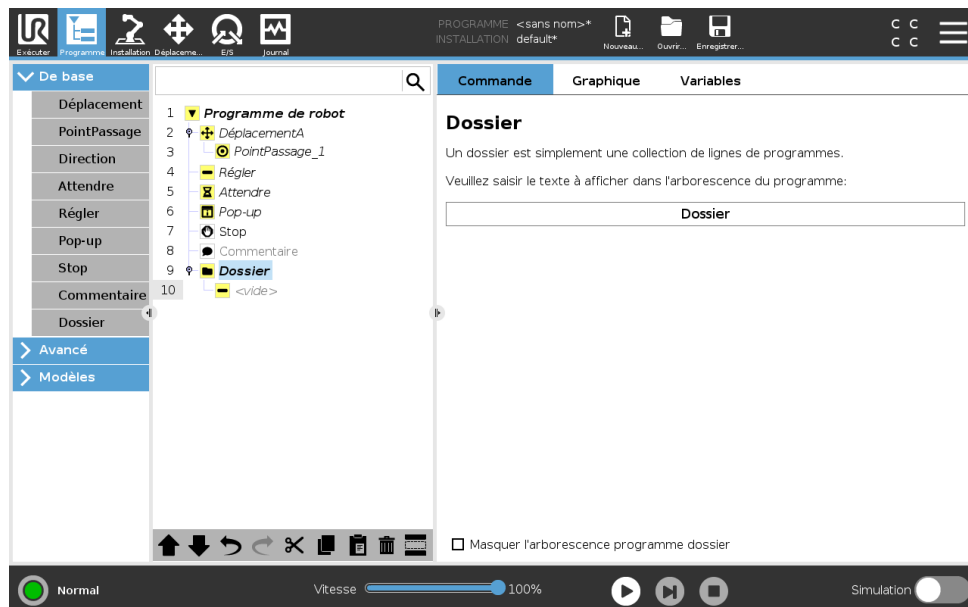 UR
Exécuter
Programme
Installation
Déplaceme...
E/S
Journal
PROGRAMME <sans nom>*
INSTALLATION default*
Nouveau...
Ouvrir...
Enregistrer...
C C
C C
De base
Déplacement
PointPassage
Direction
Attendre
Régler
Pop-up
Stop
Commentaire
Dossier
Avancé
Modèles
1 Programme de robot
2 DéplacementA
3 PointPassage_1
4 Régler
5 Attendre
6 Pop-up
7 Stop
8 Commentaire
9 Dossier
10 <vide>
Commande Graphique Variables
Dossier
Un dossier est simplement une collection de lignes de programmes.
Veuillez saisir le texte à afficher dans l'arborescence du programme:
Dossier
Masquer l'arborescence programme dossier
Normal
Vitesse 100%
Simulation